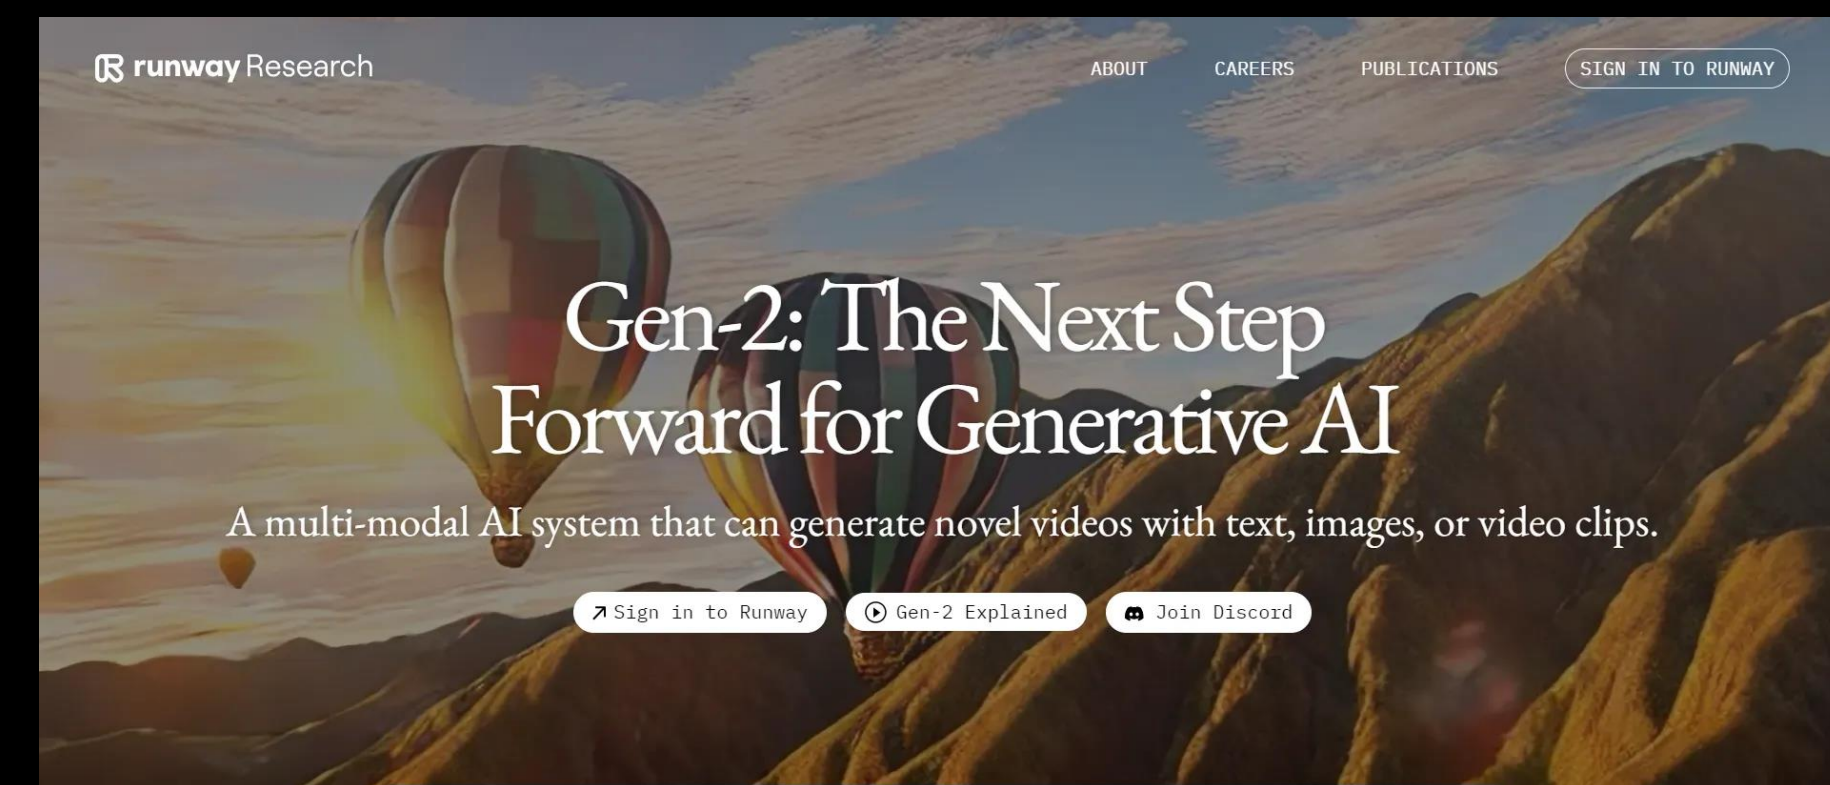 runway Research
ABOUT CAREERS PUBLICATIONS SIGN IN TO RUNWAY
Gen-2: The Next Step
Forward for Generative AI
A multi-modal AI system that can generate novel videos with text, images, or video clips.
Sign in to Runway Gen-2 Explained Join Discord